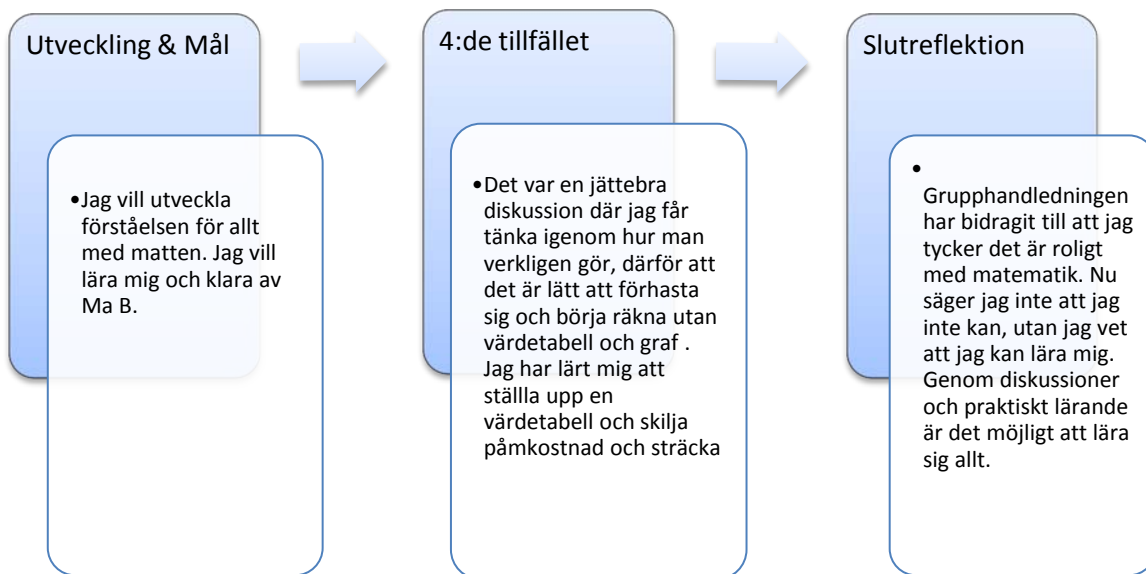 Utveckling & Mål
•Jag vill utveckla
förståelsen för allt
med matten. Jag vill
lära mig och klara av
Ma B.
4:de tillfället
•Det var en jättebra
diskussion där jag får
tänka igenom hur man
verkligen gör, därför att
det är lätt att förhasta
sig och börja räkna utan
värdetabell och graf .
Jag har lärt mig att
ställla upp en
värdetabell och skilja
påmkostnad och sträcka
Slutreflektion
•
Grupphandledningen
har bidragit till att jag
tycker det är roligt
med matematik. Nu
säger jag inte att jag
inte kan, utan jag vet
att jag kan lära mig.
Genom diskussioner
och praktiskt lärande
är det möjligt att lära
sig allt.